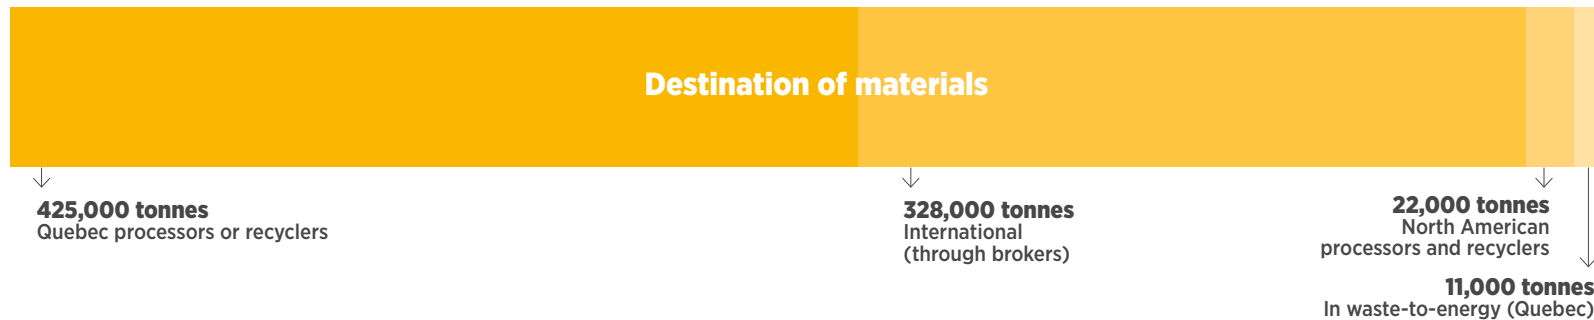 Destination of materials
425,000 tonnes
Quebec processors or recyclers
328,000 tonnes
International
(through brokers)
22,000 tonnes
North American
processors and recyclers
11,000 tonnes
In waste-to-energy (Quebec)